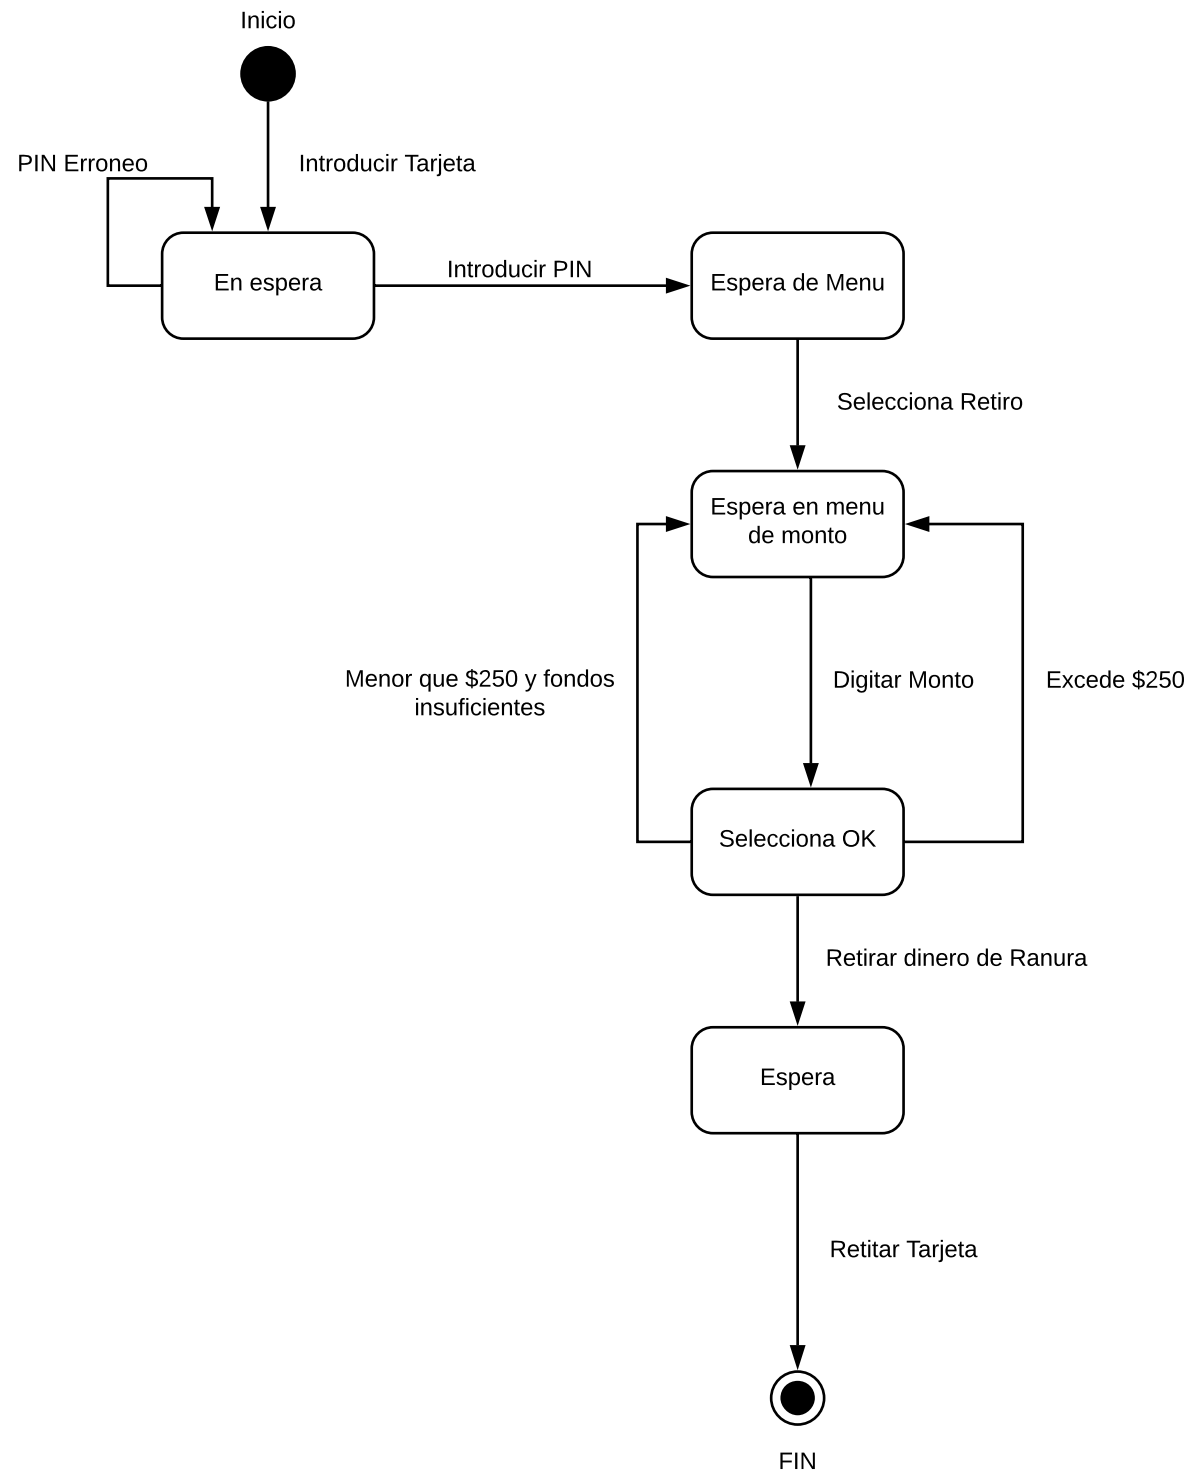 Inicio
PIN Erroneo
Introducir Tarjeta
En espera
Introducir PIN
Espera de Menu
Selecciona Retiro
Espera en menu
de monto
Menor que $250 y fondos
insuficientes
Digitar Monto
Excede $250
Selecciona OK
Retirar dinero de Ranura
Espera
Retitar Tarjeta
FIN